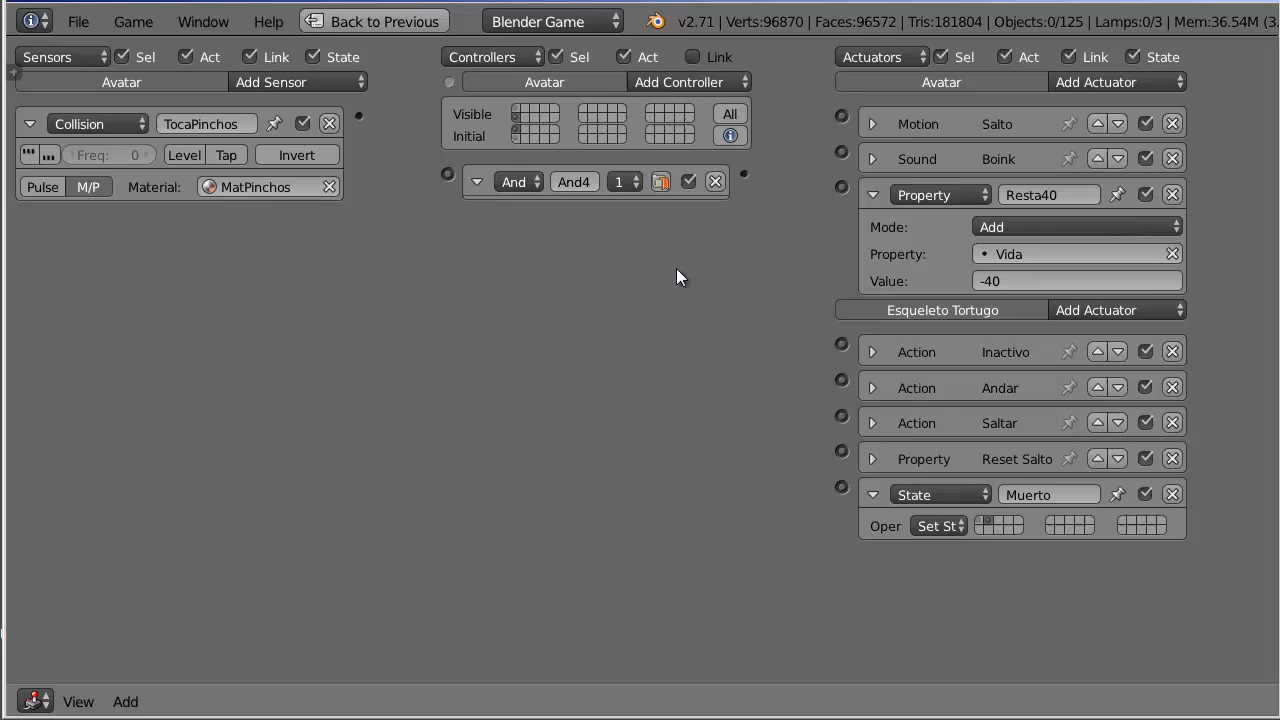 File Game Window Help Back to Previous Blender Game v2.71 | Verts:96870 | Faces:96572 | Tris:181804 | Objects:0/125 | Lamps:0/3 | Mem:36.54M (3
Sensors Sel Act Link State Controllers Sel Act Link Actuators Sel Act Link State
Avatar Add Sensor Avatar Add Controller Avatar Add Actuator
Collision TocaPinchos Visible All Motion Salto
Initial
Freq: 0 Level Tap Invert Sound Boink
Pulse M/P Material: MatPinchos And And4 1 Property Resta40
Mode: Add
Property: • Vida
Value: -40
Esqueleto Tortugo Add Actuator
Action Inactivo
Action Andar
Action Saltar
Property Reset Salto
State Muerto
Oper Set St
View Add